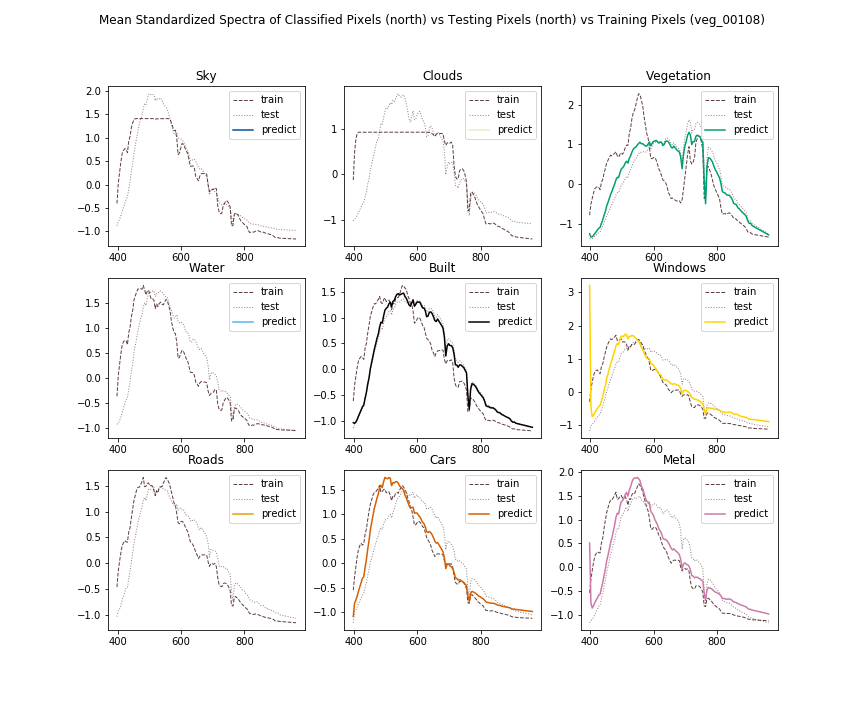 Mean Standardized Spectra of Classified Pixels (north) vs Testing Pixels (north) vs Training Pixels (veg_00108)
Sky
2.0
1.5
1.0
0.5
0.0
−0.5
−1.0
400
600
800
train
test
predict
Clouds
1
0
−1
400
600
800
train
test
predict
Vegetation
2
1
0
−1
400
600
800
train
test
predict
Water
1.5
1.0
0.5
0.0
−0.5
−1.0
400
600
800
train
test
predict
Built
1.5
1.0
0.5
0.0
−0.5
−1.0
400
600
800
train
test
predict
Windows
3
2
1
0
−1
400
600
800
train
test
predict
Roads
1.5
1.0
0.5
0.0
−0.5
−1.0
400
600
800
train
test
predict
Cars
1.5
1.0
0.5
0.0
−0.5
−1.0
400
600
800
train
test
predict
Metal
2.0
1.5
1.0
0.5
0.0
−0.5
−1.0
400
600
800
train
test
predict